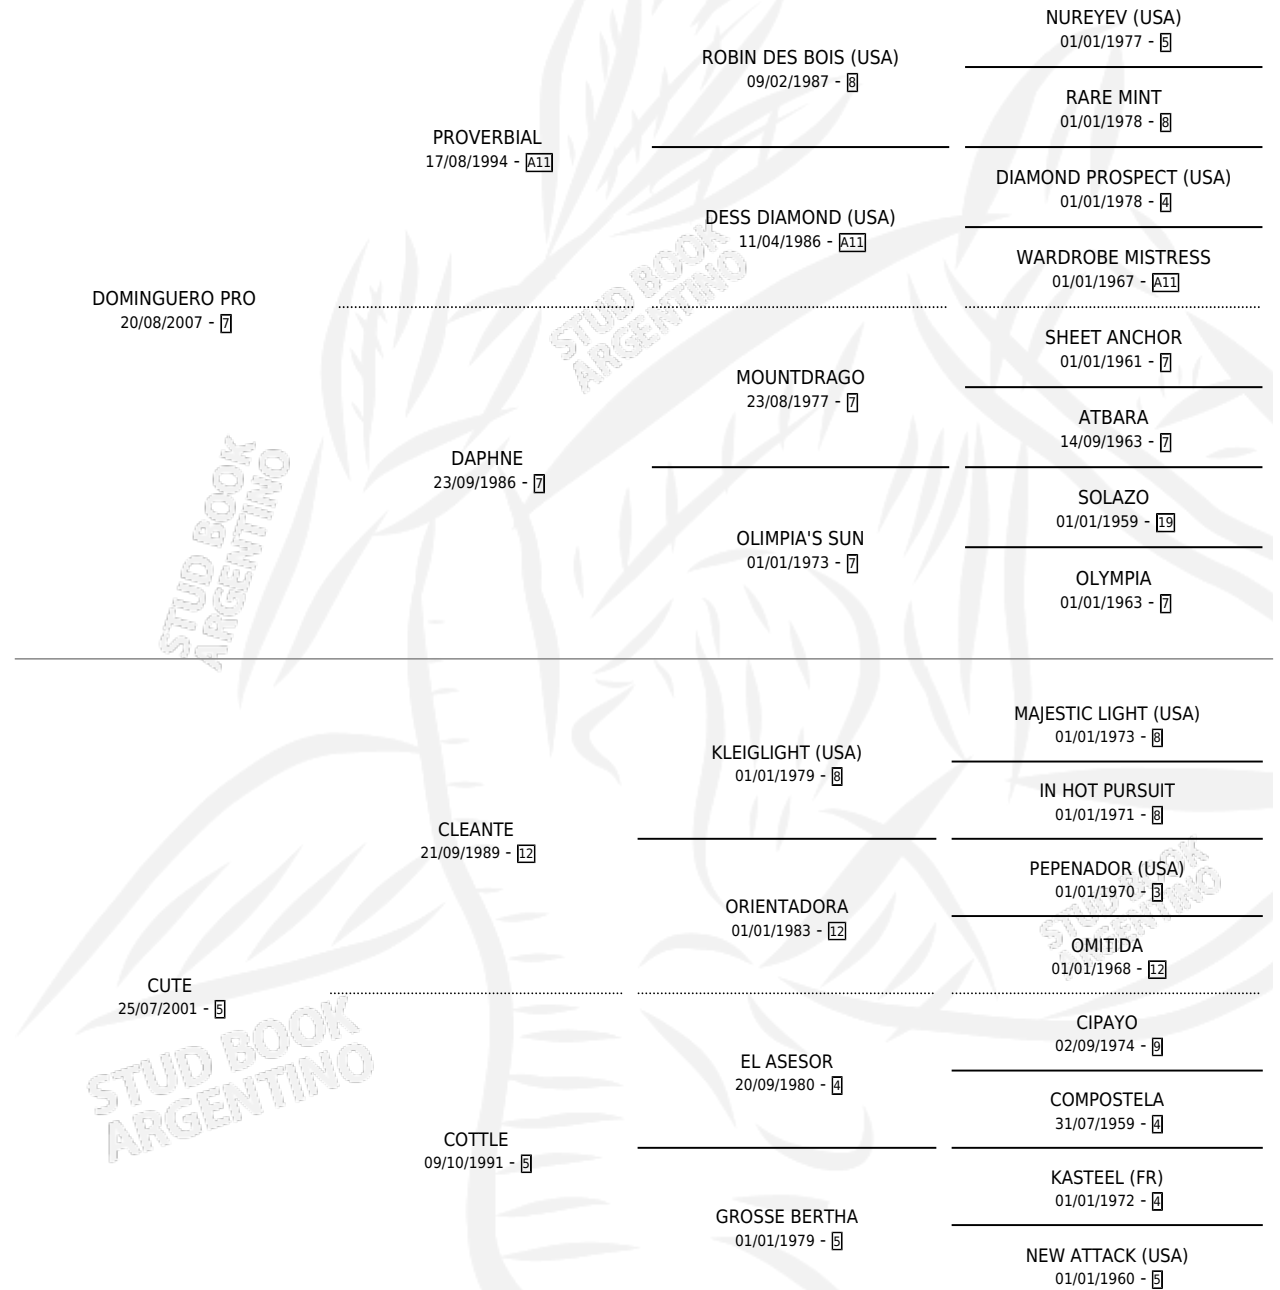 NUREYEV (USA)
01/01/1977 - 5
ROBIN DES BOIS (USA)
09/02/1987 - 8
RARE MINT
01/01/1978 - 8
PROVERBIAL
17/08/1994 - A11
DIAMOND PROSPECT (USA)
01/01/1978 - 4
DESS DIAMOND (USA)
11/04/1986 - A11
WARDROBE MISTRESS
01/01/1967 - A11
DOMINGUERO PRO
20/08/2007 - 7
SHEET ANCHOR
01/01/1961 - 7
MOUNTDRAGO
23/08/1977 - 7
ATBARA
14/09/1963 - 7
DAPHNE
23/09/1986 - 7
SOLAZO
01/01/1959 - 19
OLIMPIA'S SUN
01/01/1973 - 7
OLYMPIA
01/01/1963 - 7
STUD BOOK
ARGENTINO
STUD BOOK
ARGENTINO
MAJESTIC LIGHT (USA)
01/01/1973 - 8
KLEIGLIGHT (USA)
01/01/1979 - 8
IN HOT PURSUIT
01/01/1971 - 8
CLEANTE
21/09/1989 - 12
PEPENADOR (USA)
01/01/1970 - 3
ORIENTADORA
01/01/1983 - 12
OMITIDA
01/01/1968 - 12
CUTE
25/07/2001 - 5
CIPAYO
02/09/1974 - 9
EL ASESOR
20/09/1980 - 4
COMPOSTELA
31/07/1959 - 4
COTTLE
09/10/1991 - 5
KASTEEL (FR)
01/01/1972 - 4
GROSSE BERTHA
01/01/1979 - 5
NEW ATTACK (USA)
01/01/1960 - 5
STUD BOOK
ARGENTINO
STUD BOOK
ARGENTINO